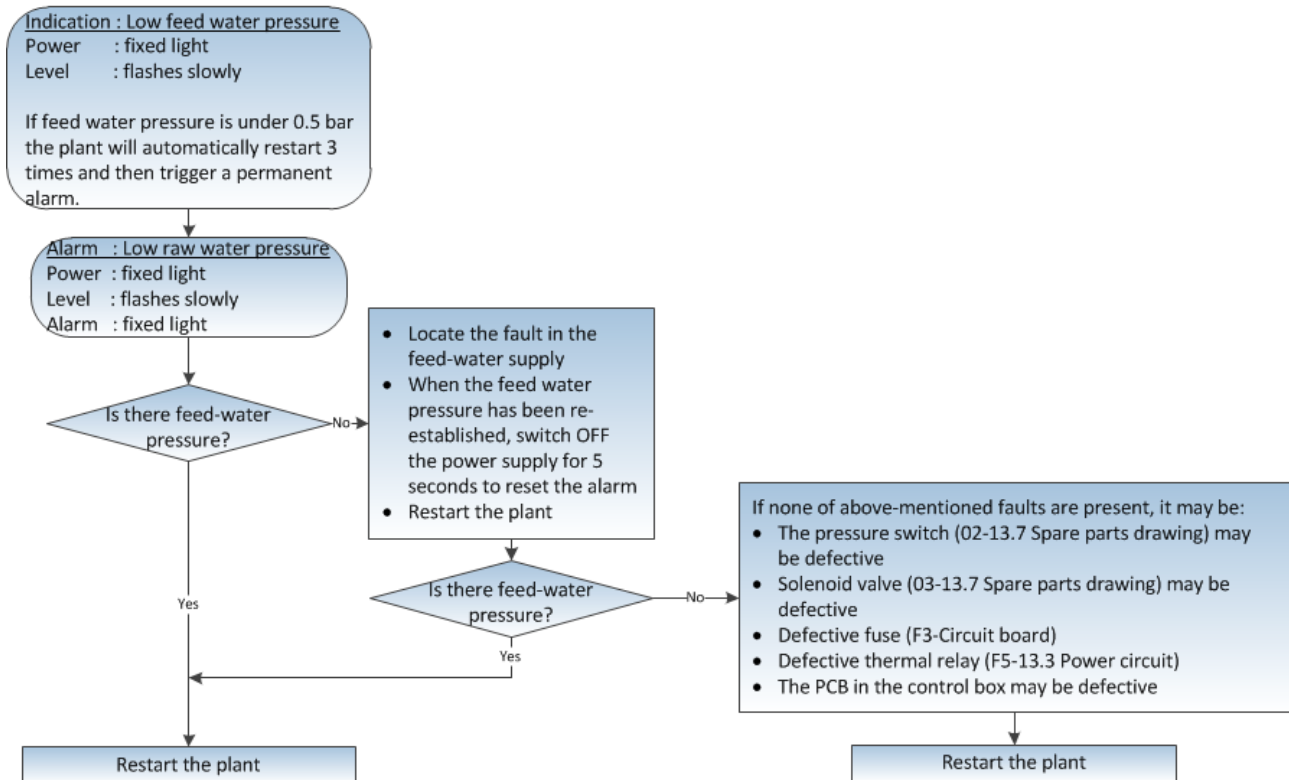 Indication : Low feed water pressure
Power : fixed light
Level : flashes slowly
If feed water pressure is under 0.5 bar
the plant will automatically restart 3
times and then trigger a permanent
alarm.
Alarm : Low raw water pressure
Power : fixed light
Level : flashes slowly
Alarm : fixed light
Is there feed-water
pressure?
No
• Locate the fault in the
feed-water supply
• When the feed water
pressure has been re-
established, switch OFF
the power supply for 5
seconds to reset the alarm
• Restart the plant
Is there feed-water
pressure?
No
If none of above-mentioned faults are present, it may be:
• The pressure switch (02-13.7 Spare parts drawing) may
be defective
• Solenoid valve (03-13.7 Spare parts drawing) may be
defective
• Defective fuse (F3-Circuit board)
• Defective thermal relay (F5-13.3 Power circuit)
• The PCB in the control box may be defective
Yes
Yes
Restart the plant
Restart the plant